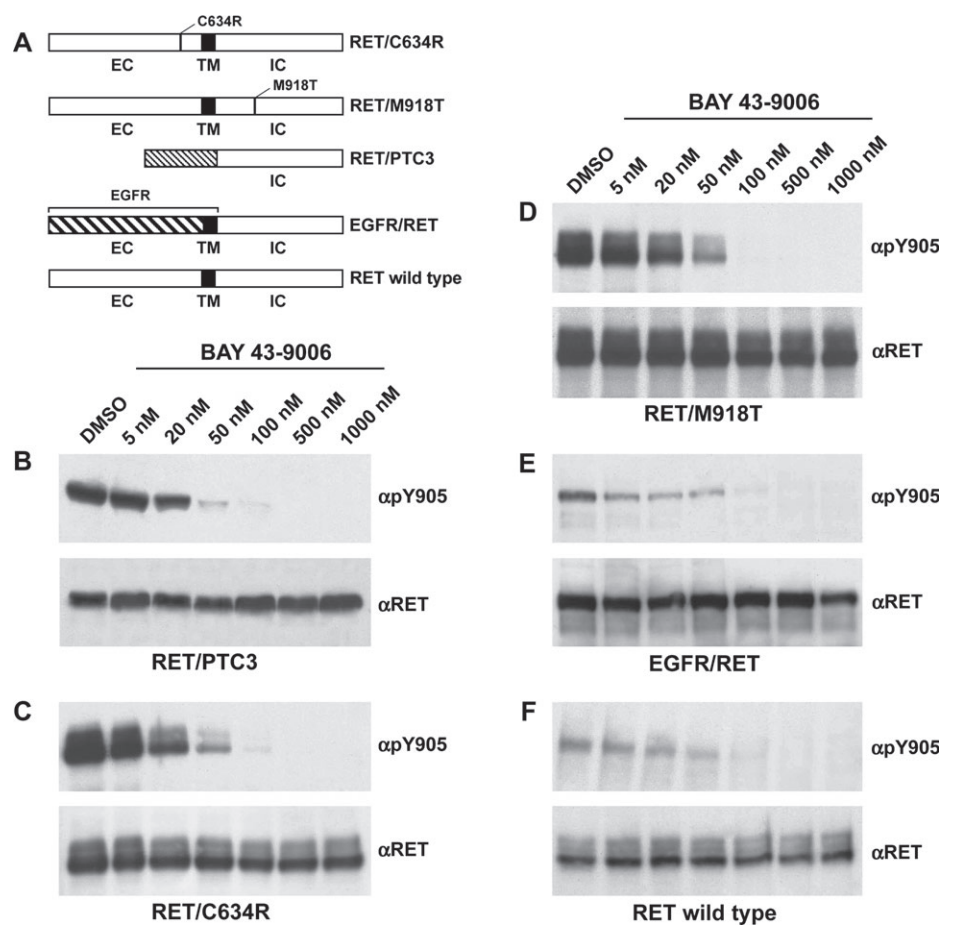 A
C634R
RET/C634R
EC TM IC
M918T
RET/M918T
EC TM IC
RET/PTC3
IC
EGFR
EGFR/RET
EC TM IC
RET wild type
EC TM IC
BAY 43-9006
DMSO 5 nM 20 nM 50 nM 100 nM 500 nM 1000 nM
B
αpY905
αRET
RET/PTC3
C
αpY905
αRET
RET/C634R
BAY 43-9006
DMSO 5 nM 20 nM 50 nM 100 nM 500 nM 1000 nM
D
αpY905
αRET
RET/M918T
E
αpY905
αRET
EGFR/RET
F
αpY905
αRET
RET wild type